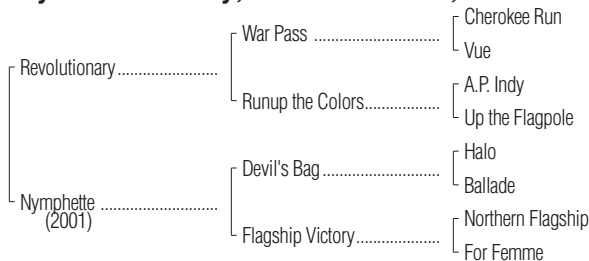 Cherokee Run
War Pass ........................
Vue
Revolutionary...................
A.P. Indy
Runup the Colors..............
Up the Flagpole
Halo
Devil's Bag ......................
Ballade
Nymphette ......................
(2001)
Northern Flagship
Flagship Victory................
For Femme